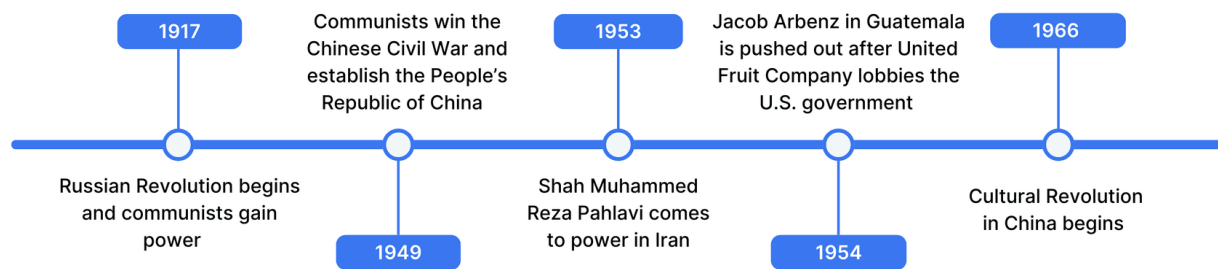 1917
Russian Revolution begins
and communists gain
power
Communists win the
Chinese Civil War and
establish the People’s
Republic of China
1949
1953
Shah Muhammed
Reza Pahlavi comes
to power in Iran
Jacob Arbenz in Guatemala
is pushed out after United
Fruit Company lobbies the
U.S. government
1954
1966
Cultural Revolution
in China begins